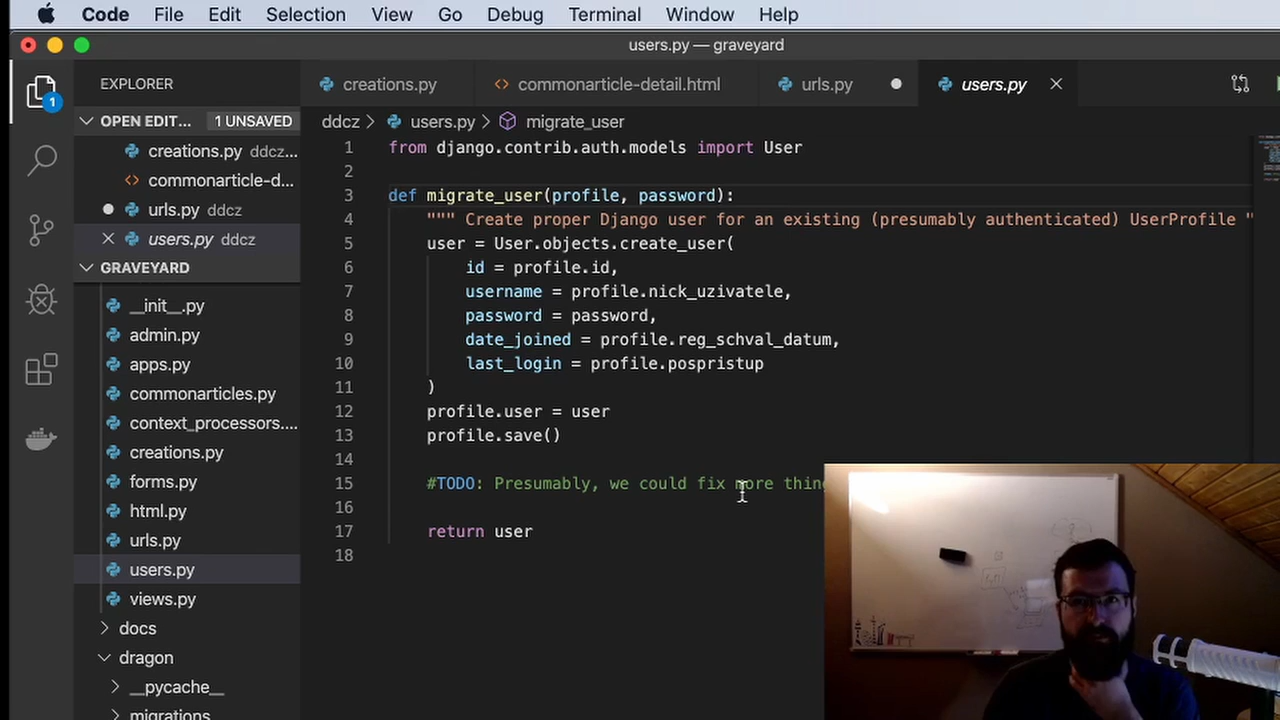 Code File Edit Selection View Go Debug Terminal Window Help
users.py — graveyard
EXPLORER
creations.py
commonarticle-detail.html
urls.py
users.py
OPEN EDIT... 1 UNSAVED
ddcz > users.py > migrate_user
1
creations.py ddcz...
commonarticle-d...
urls.py ddcz
users.py ddcz
GRAVEYARD
__init__.py
admin.py
apps.py
commonarticles.py
context_processors....
creations.py
forms.py
html.py
urls.py
users.py
views.py
docs
dragon
__pycache__
migrations
1 from django.contrib.auth.models import User
2
3 def migrate_user(profile, password):
4 """ Create proper Django user for an existing (presumably authenticated) UserProfile "
5 user = User.objects.create_user(
6 id = profile.id,
7 username = profile.nick_uzivatele,
8 password = password,
9 date_joined = profile.reg_schval_datum,
10 last_login = profile.pospristup
11 )
12 profile.user = user
13 profile.save()
14
15 #TODO: Presumably, we could fix more thing
16
17 return user
18